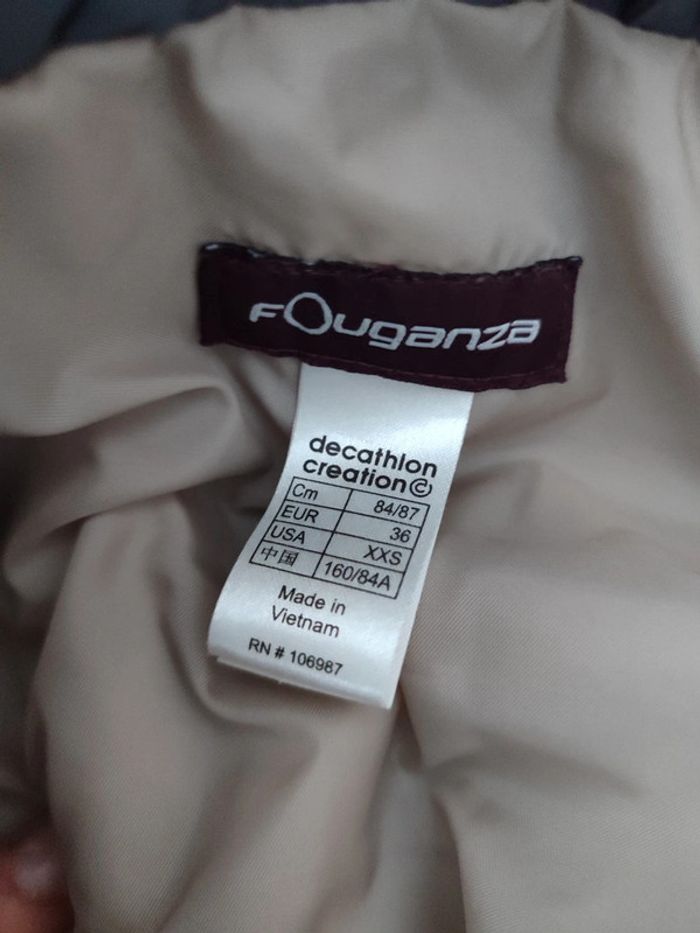 Fouganza
decathlon
creation©
Cm 84/87
EUR 36
USA XXS
中国 160/84A
Made in
Vietnam
RN # 106987